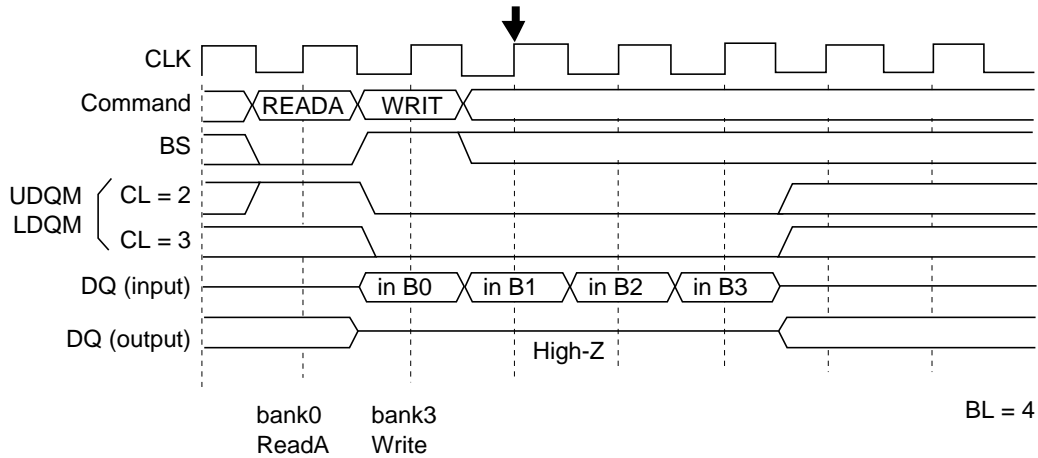 CLK
Command READA WRIT
BS
UDQM CL = 2
LDQM CL = 3
DQ (input) in B0 in B1 in B2 in B3
DQ (output) High-Z
bank0 bank3 BL = 4
ReadA Write